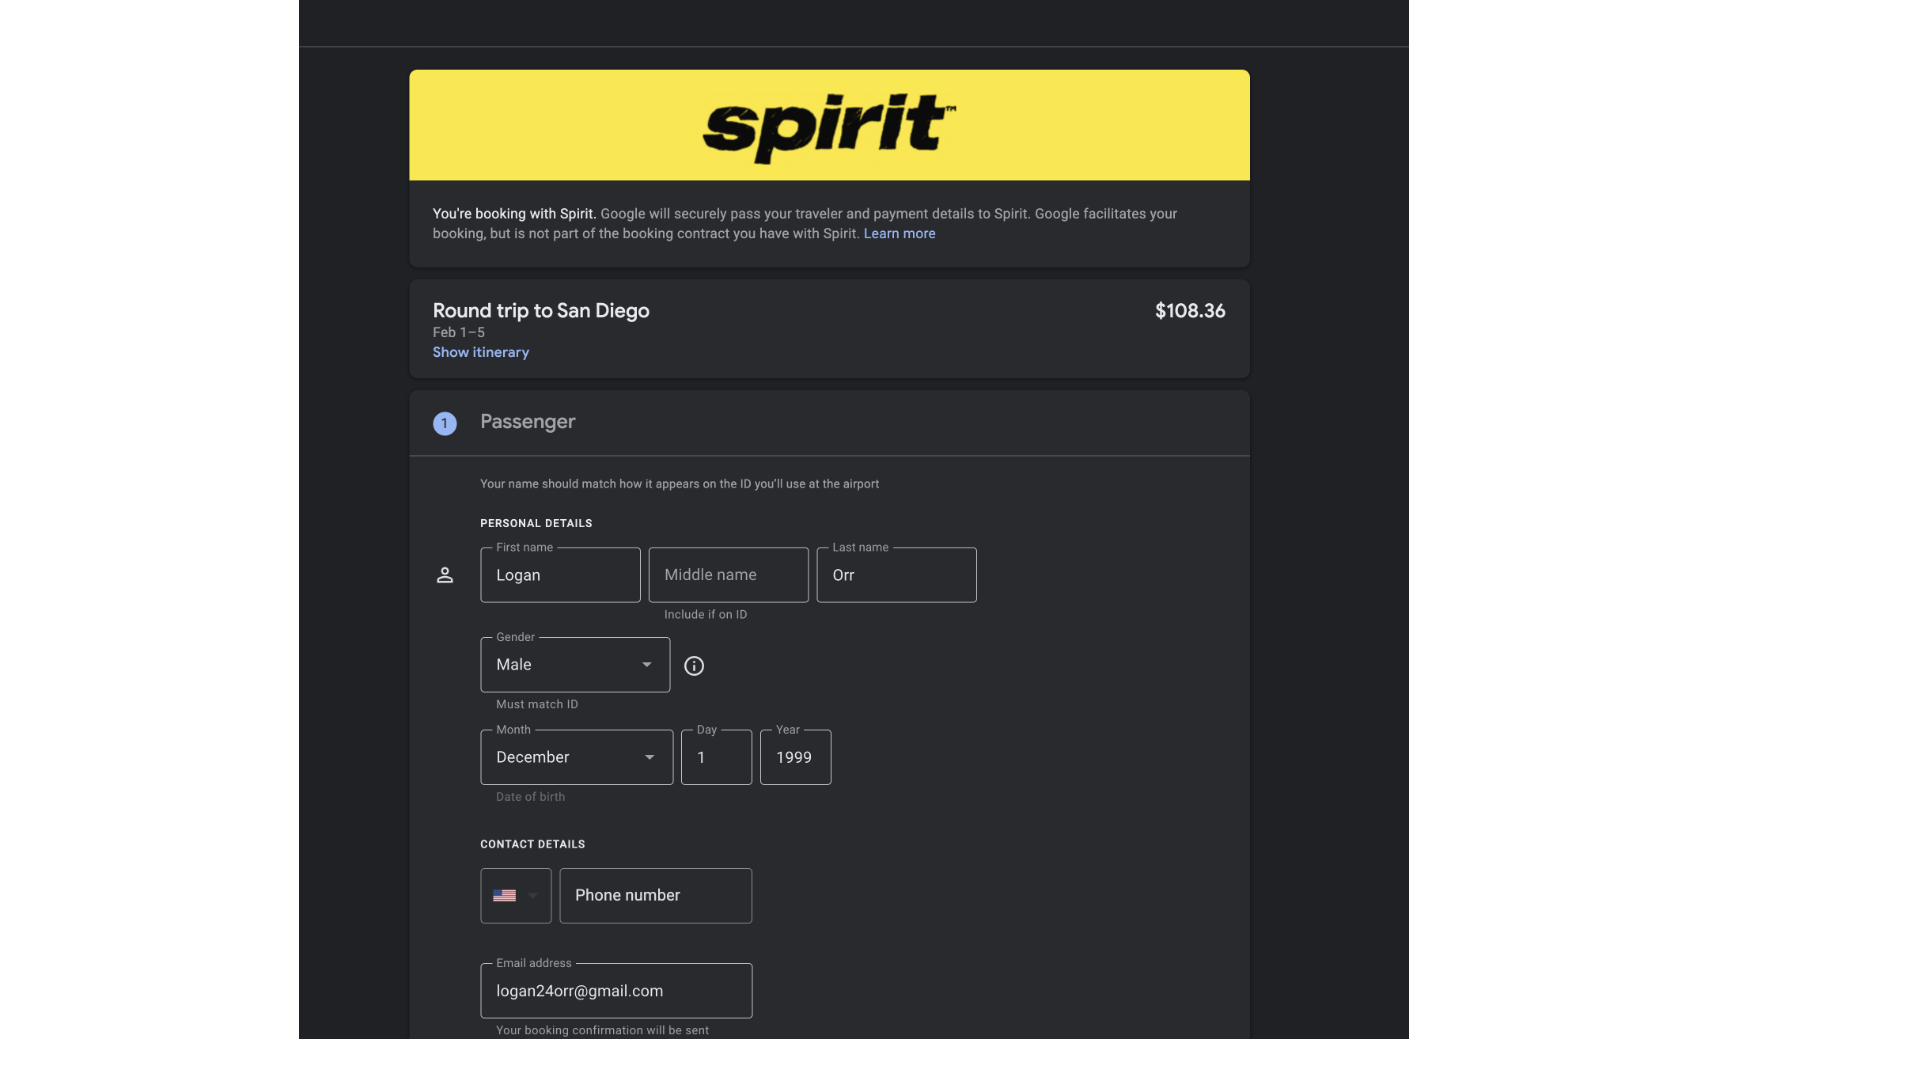 spirit™
You're booking with Spirit. Google will securely pass your traveler and payment details to Spirit. Google facilitates your
booking, but is not part of the booking contract you have with Spirit. Learn more
Round trip to San Diego $108.36
Feb 1–5
Show itinerary
1 Passenger
Your name should match how it appears on the ID you'll use at the airport
PERSONAL DETAILS
First name Last name
Logan Middle name Orr
Include if on ID
Gender
Male
Must match ID
Month Day Year
December 1 1999
Date of birth
CONTACT DETAILS
Phone number
Email address
logan24orr@gmail.com
Your booking confirmation will be sent